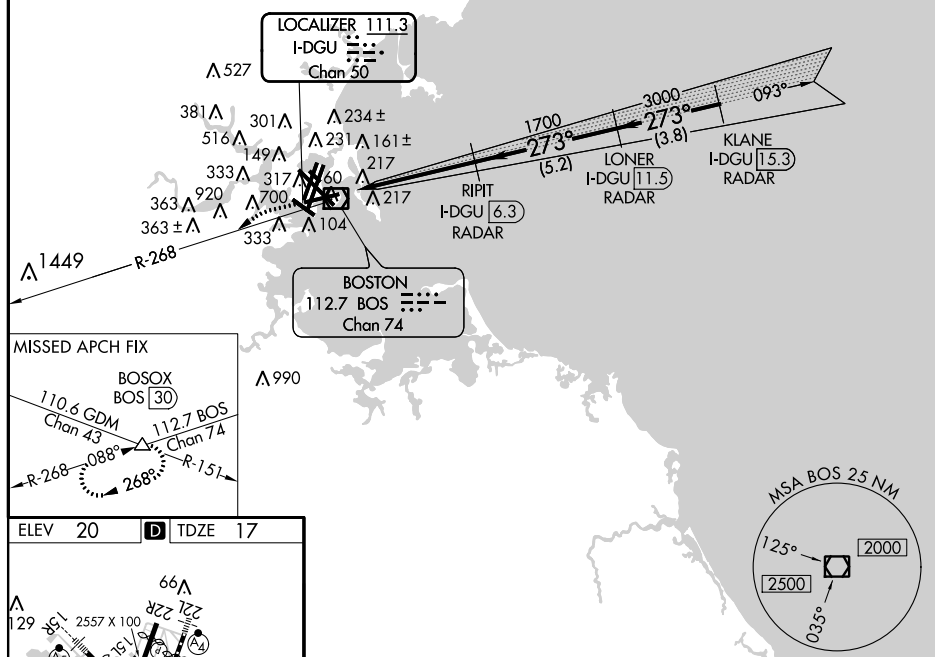 LOCALIZER 111.3
I-DGU
Chan 50
527
381
301
234 ±
516
231
161 ±
149
217
333
317
60
363
920
700
217
363 ±
333
104
1449
R-268
3000
093°
1700
273°
273°
(3.8)
(5.2)
KLANE
I-DGU 15.3
RADAR
LONER
I-DGU 11.5
RADAR
RIPIT
I-DGU 6.3
RADAR
BOSTON
112.7 BOS
Chan 74
MISSED APCH FIX
BOSOX
BOS 30
110.6 GDM
Chan 43
112.7 BOS
Chan 74
R-268
088°
268°
R-151
990
MSA BOS 25 NM
125°
2000
2500
035°
ELEV 20 D TDZE 17
66
129
15R
2557 X 100
15L
22R
22L
P
A4